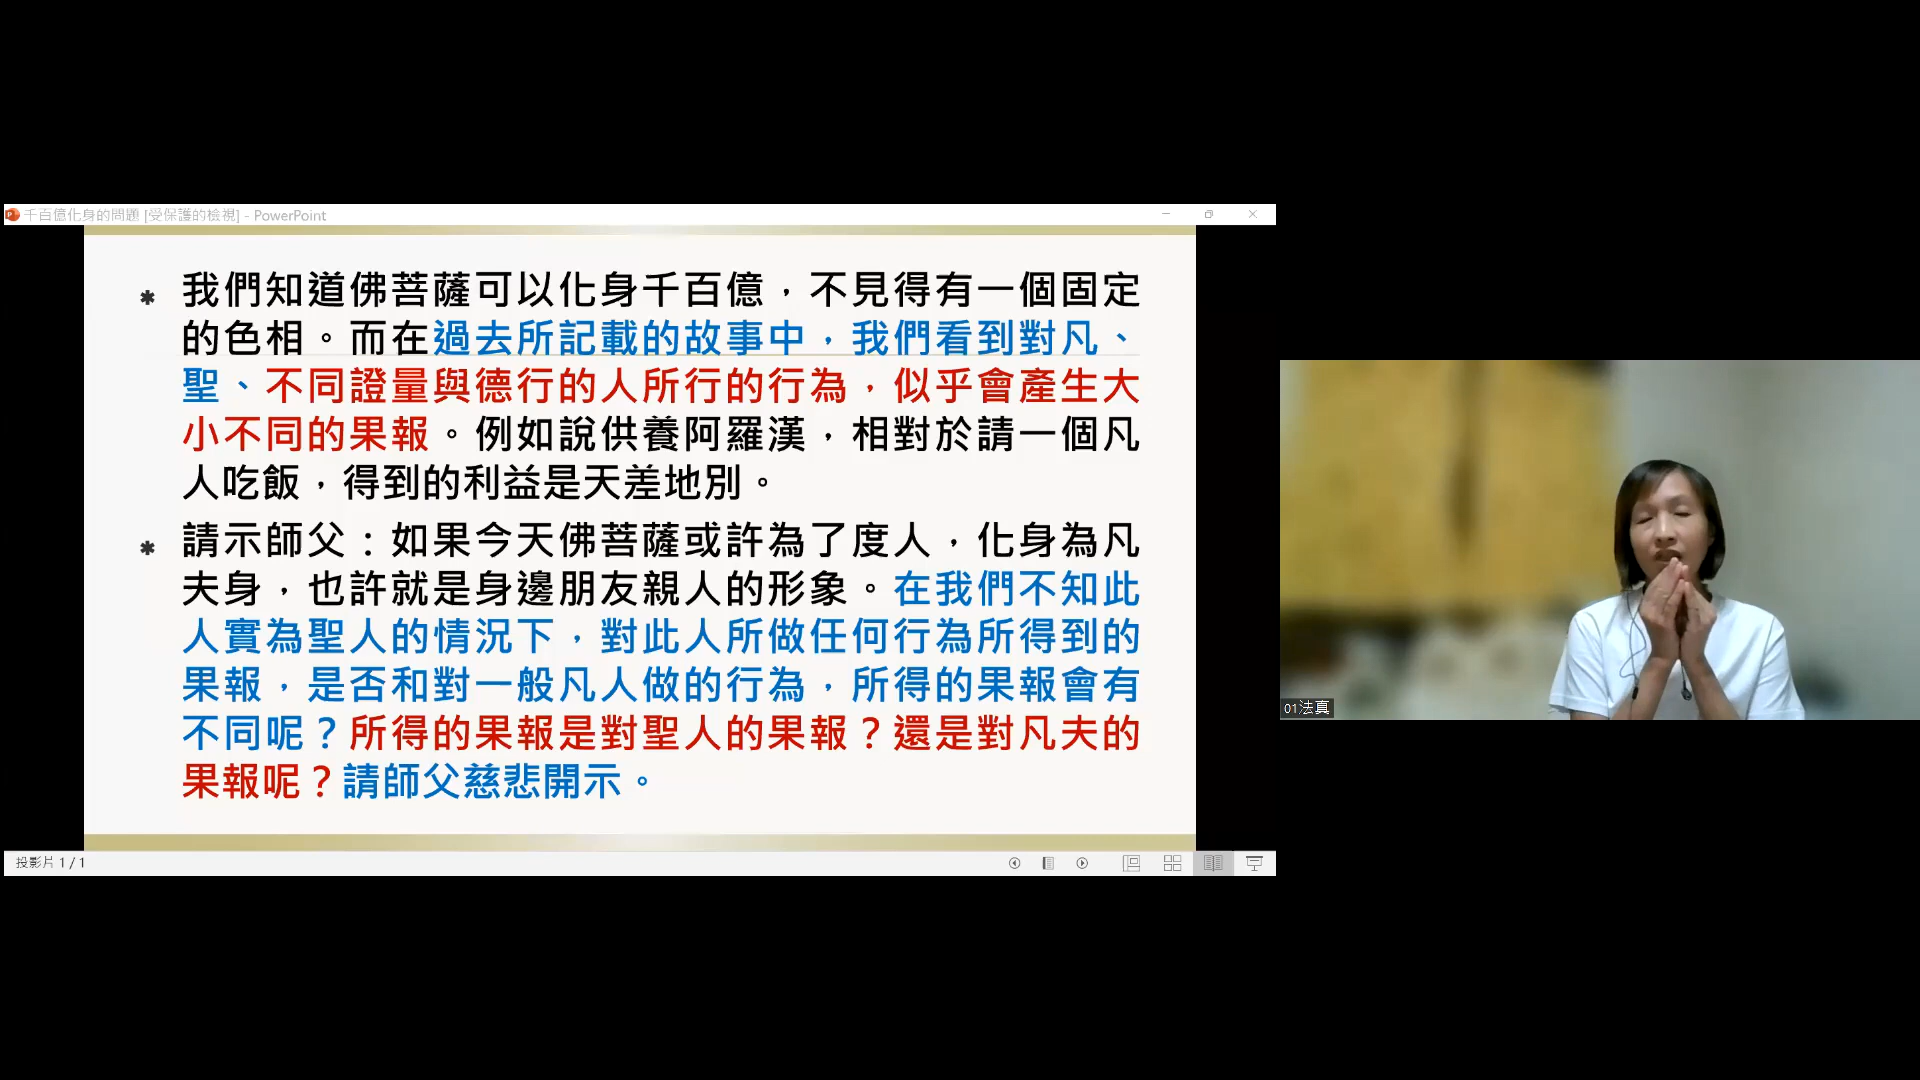 千百億化身的問題 [受保護的檢視] - PowerPoint
* 我們知道佛菩薩可以化身千百億，不見得有一個固定
的色相。而在過去所記載的故事中，我們看到對凡、
聖、不同證量與德行的人所行的行為，似乎會產生大
小不同的果報。例如說供養阿羅漢，相對於請一個凡
人吃飯，得到的利益是天差地別。
* 請示師父：如果今天佛菩薩或許為了度人，化身為凡
夫身，也許就是身邊朋友親人的形象。在我們不知此
人實為聖人的情況下，對此人所做任何行為所得到的
果報，是否和對一般凡人做的行為，所得的果報會有
不同呢？所得的果報是對聖人的果報？還是對凡夫的
果報呢？請師父慈悲開示。
01法真
投影片 1 / 1